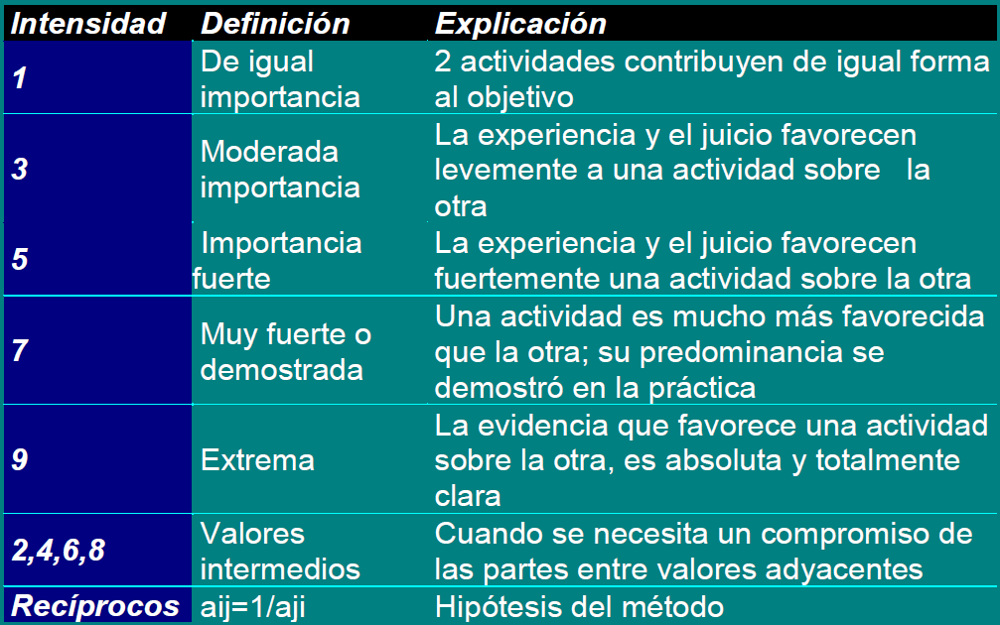 Intensidad Definición Explicación
1 De igual importancia 2 actividades contribuyen de igual forma al objetivo
3 Moderada importancia La experiencia y el juicio favorecen levemente a una actividad sobre la otra
5 Importancia fuerte La experiencia y el juicio favorecen fuertemente una actividad sobre la otra
7 Muy fuerte o demostrada Una actividad es mucho más favorecida que la otra; su predominancia se demostró en la práctica
9 Extrema La evidencia que favorece una actividad sobre la otra, es absoluta y totalmente clara
2,4,6,8 Valores intermedios Cuando se necesita un compromiso de las partes entre valores adyacentes
Recíprocos aij=1/aji Hipótesis del método